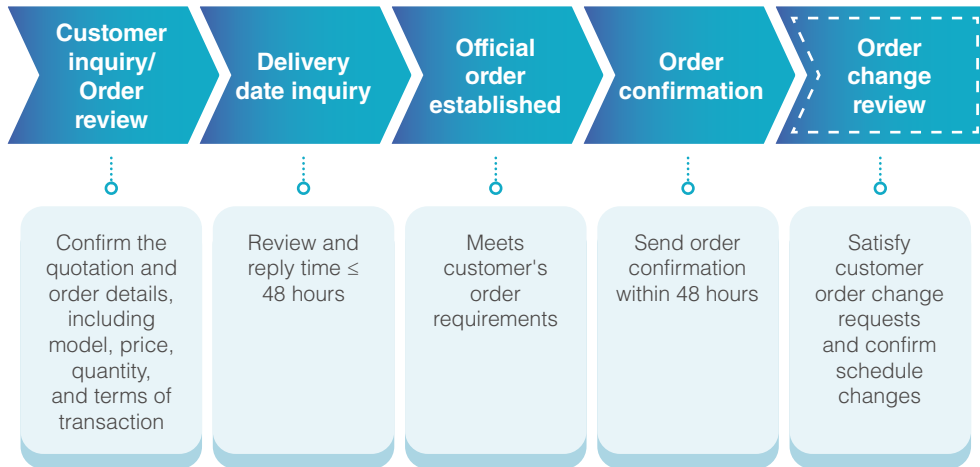 Customer
inquiry/
Order
review
Delivery
date inquiry
Official
order
established
Order
confirmation
Order
change
review
Confirm the
quotation and
order details,
including
model, price,
quantity,
and terms of
transaction
Review and
reply time ≤
48 hours
Meets
customer's
order
requirements
Send order
confirmation
within 48 hours
Satisfy
customer
order change
requests
and confirm
schedule
changes